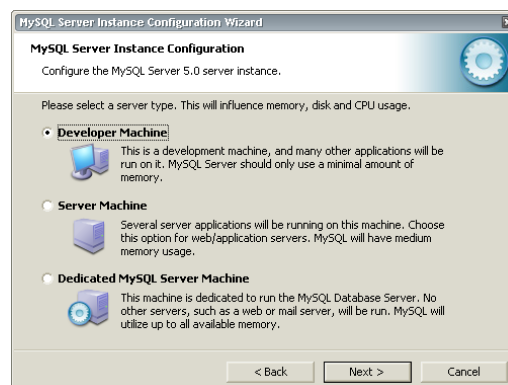 MySQL Server Instance Configuration Wizard
MySQL Server Instance Configuration
Configure the MySQL Server 5.0 server instance.
Please select a server type. This will influence memory, disk and CPU usage.
Developer Machine
This is a development machine, and many other applications will be
run on it. MySQL Server should only use a minimal amount of
memory.
Server Machine
Several server applications will be running on this machine. Choose
this option for web/application servers. MySQL will have medium
memory usage.
Dedicated MySQL Server Machine
This machine is dedicated to run the MySQL Database Server. No
other servers, such as a web or mail server, will be run. MySQL will
utilize up to all available memory.
< Back
Next >
Cancel